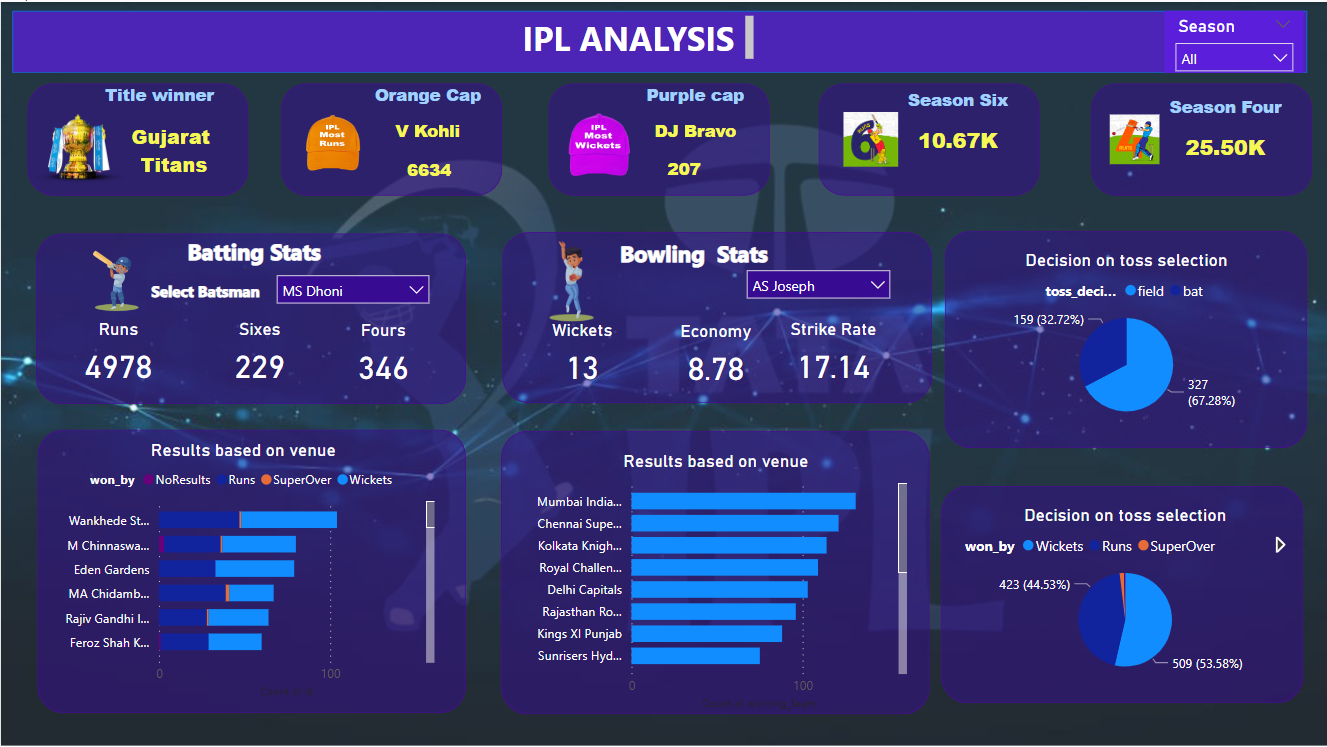 IPL ANALYSIS
Season
All
Title winner
Gujarat
Titans
IPL
Most
Runs
Orange Cap
V Kohli
6634
IPL
Most
Wickets
Purple cap
DJ Bravo
207
Season Six
10.67K
Season Four
25.50K
Batting Stats
Select Batsman
MS Dhoni
Runs
Sixes
Fours
4978
229
346
Bowling Stats
AS Joseph
Wickets
Economy
Strike Rate
13
8.78
17.14
Decision on toss selection
toss_deci... field bat
159 (32.72%)
327
(67.28%)
Results based on venue
won_by NoResults Runs SuperOver Wickets
Wankhede St...
M Chinnaswa...
Eden Gardens
MA Chidamb...
Rajiv Gandhi I...
Feroz Shah K...
0
100
Results based on venue
Mumbai India...
Chennai Supe...
Kolkata Knigh...
Royal Challen...
Delhi Capitals
Rajasthan Ro...
Kings XI Punjab
Sunrisers Hyd...
0
100
Decision on toss selection
won_by Wickets Runs SuperOver
423 (44.53%)
509 (53.58%)
TATA
IPL